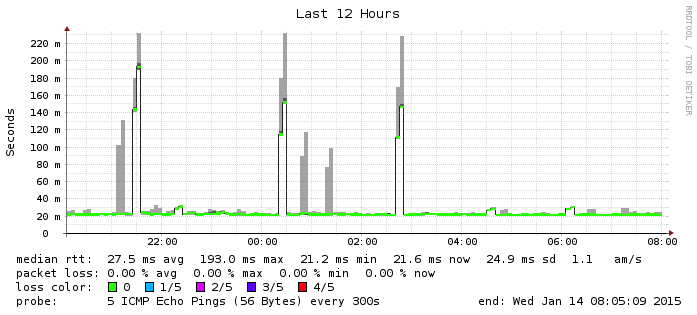 Last 12 Hours
RRDTOOL / TOBI OETIKER
Seconds
220 m
200 m
180 m
160 m
140 m
120 m
100 m
80 m
60 m
40 m
20 m
0
22:00 00:00 02:00 04:00 06:00 08:00
median rtt: 27.5 ms avg 193.0 ms max 21.2 ms min 21.6 ms now 24.9 ms sd 1.1 am/s
packet loss: 0.00 % avg 0.00 % max 0.00 % min 0.00 % now
loss color: 0 1/5 2/5 3/5 4/5
probe: 5 ICMP Echo Pings (56 Bytes) every 300s end: Wed Jan 14 08:05:09 2015